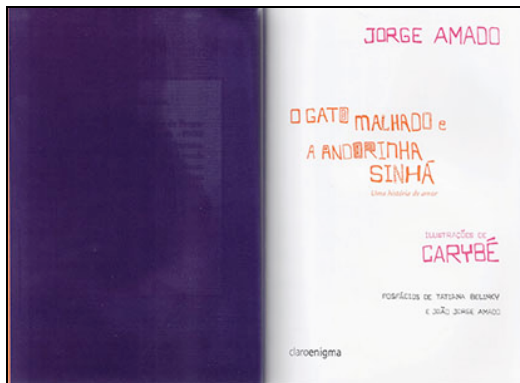 JORGE AMADO
O GATO MALHADO e
A ANDORINHA
SINHÁ
Uma história de amor
ILUSTRAÇÕES DE
CARYBÉ
POSFÁCIOS DE TATIANA BELINKY
E JOÃO JORGE AMADO
claroenigma